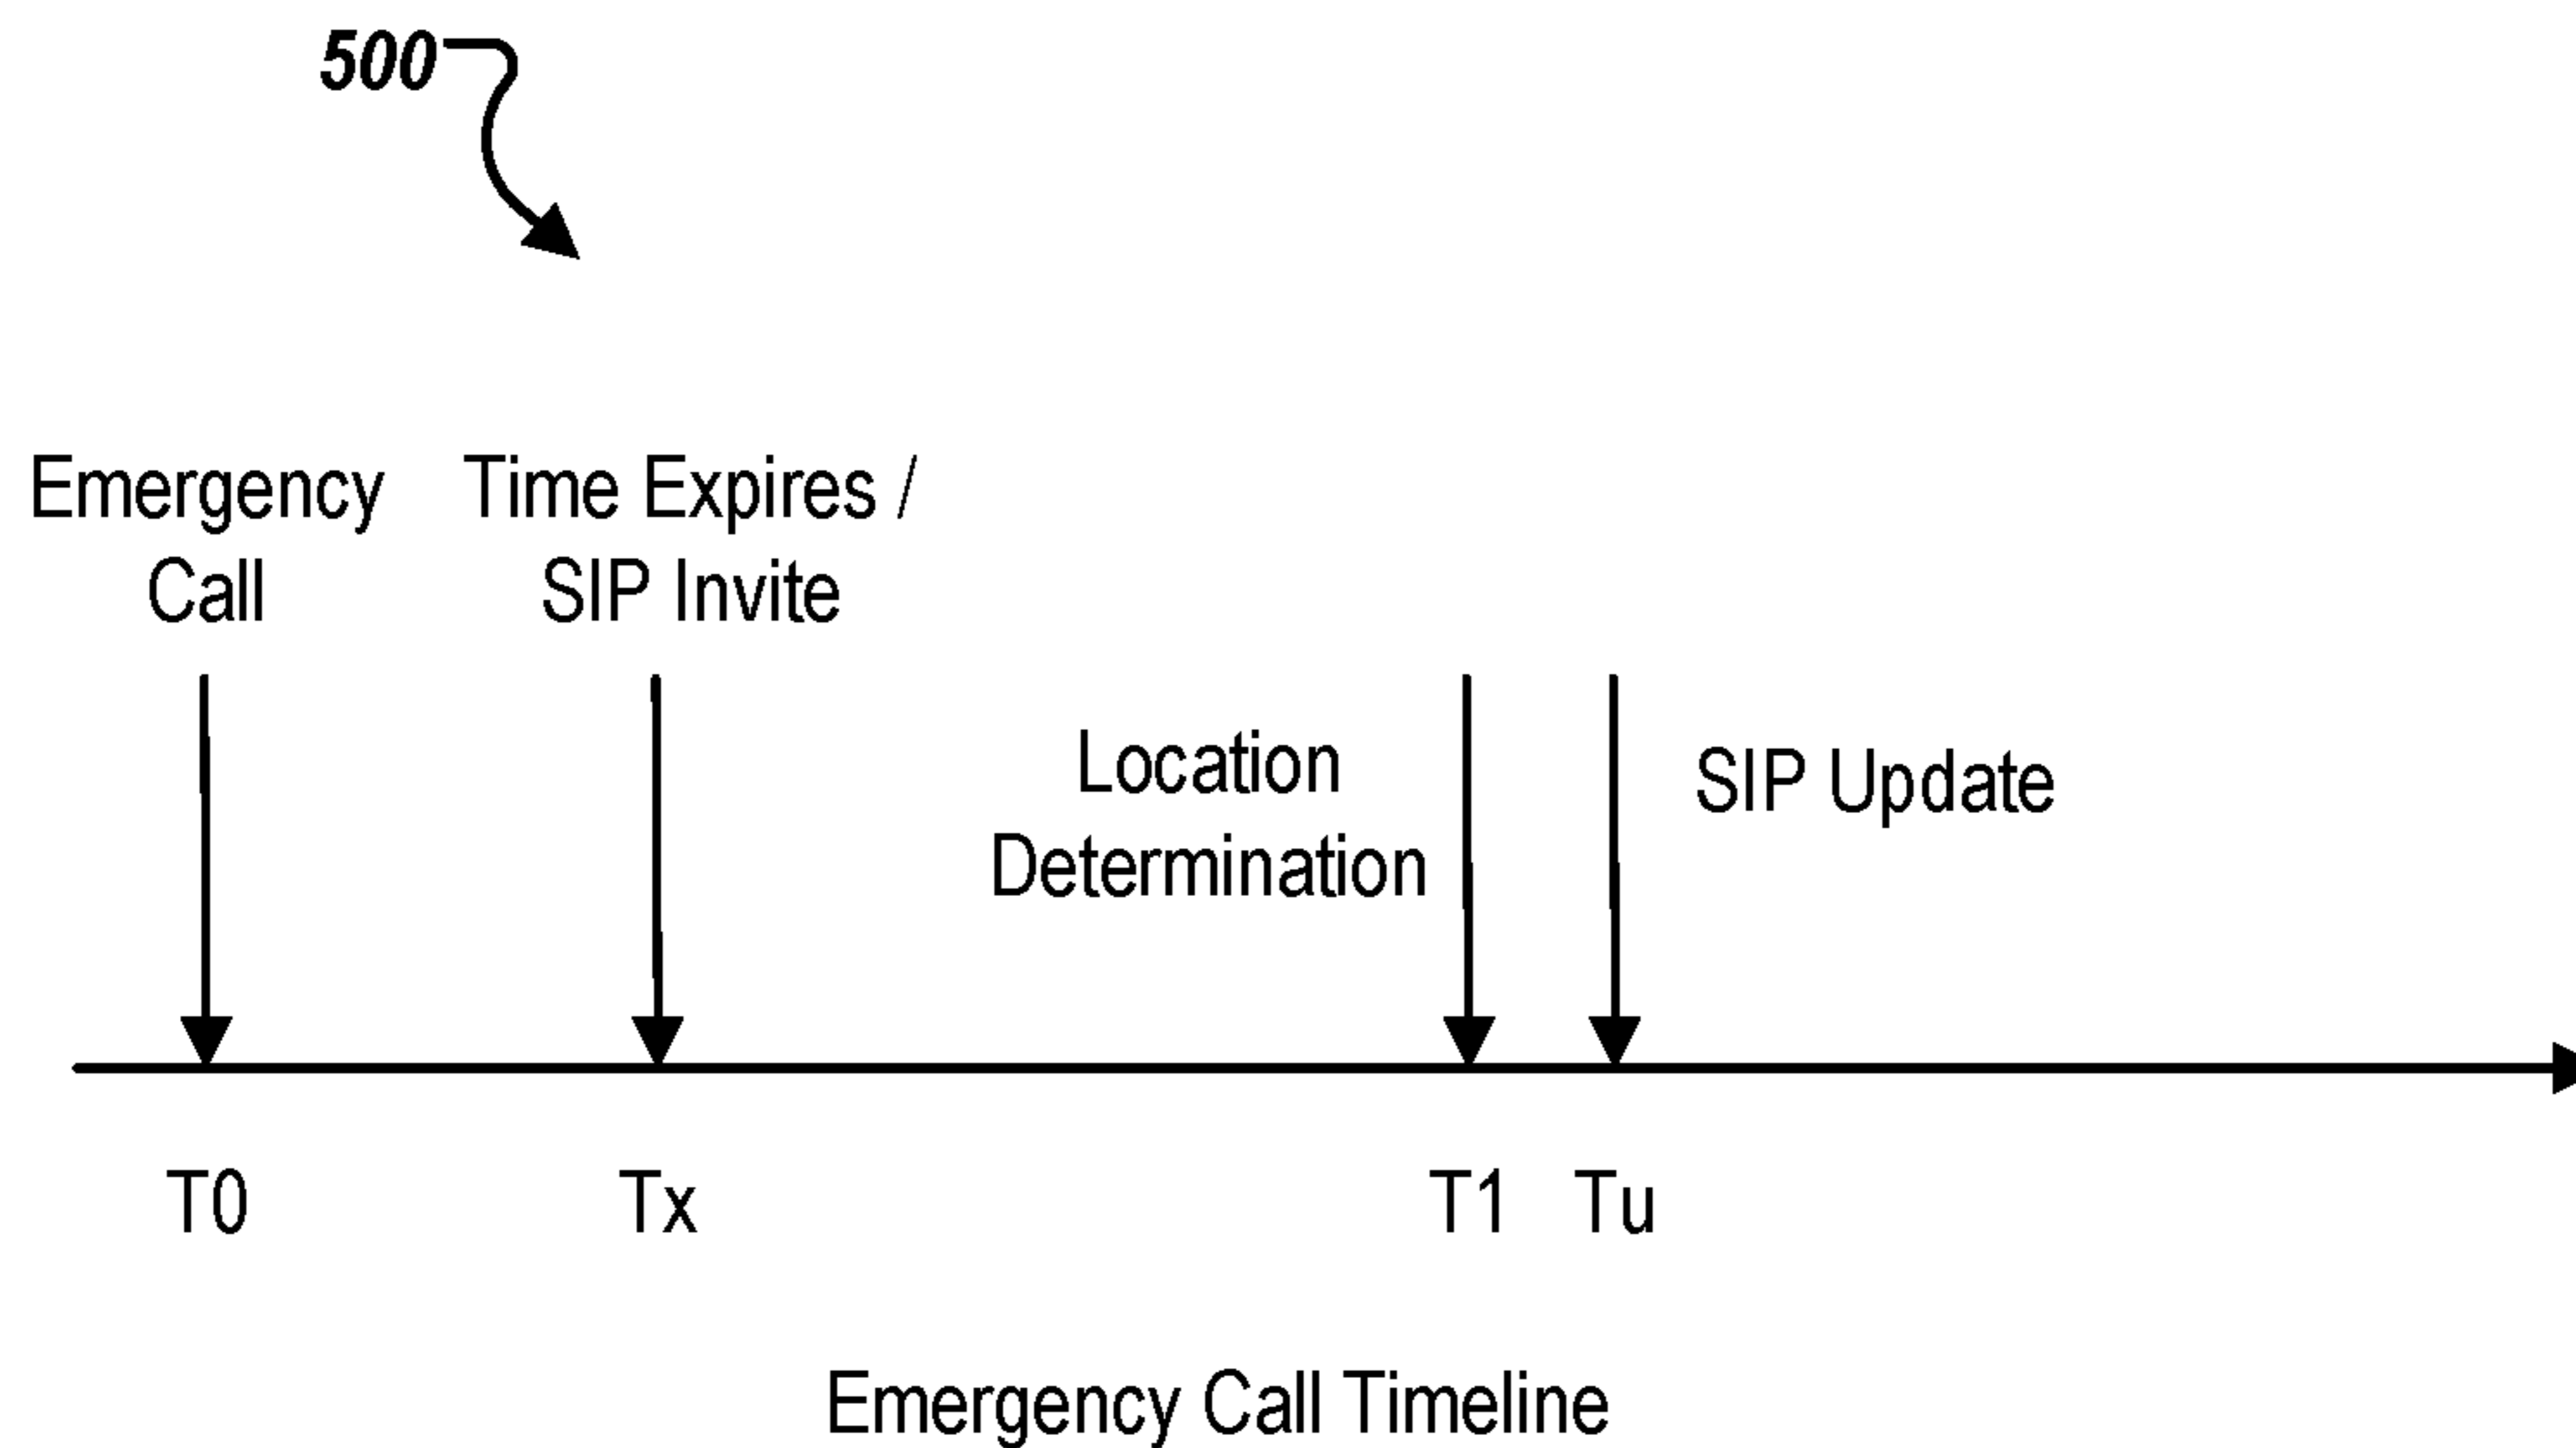 500
Emergency
Call
Time Expires /
SIP Invite
Location
Determination
SIP Update
T0
Tx
T1
Tu
Emergency Call Timeline